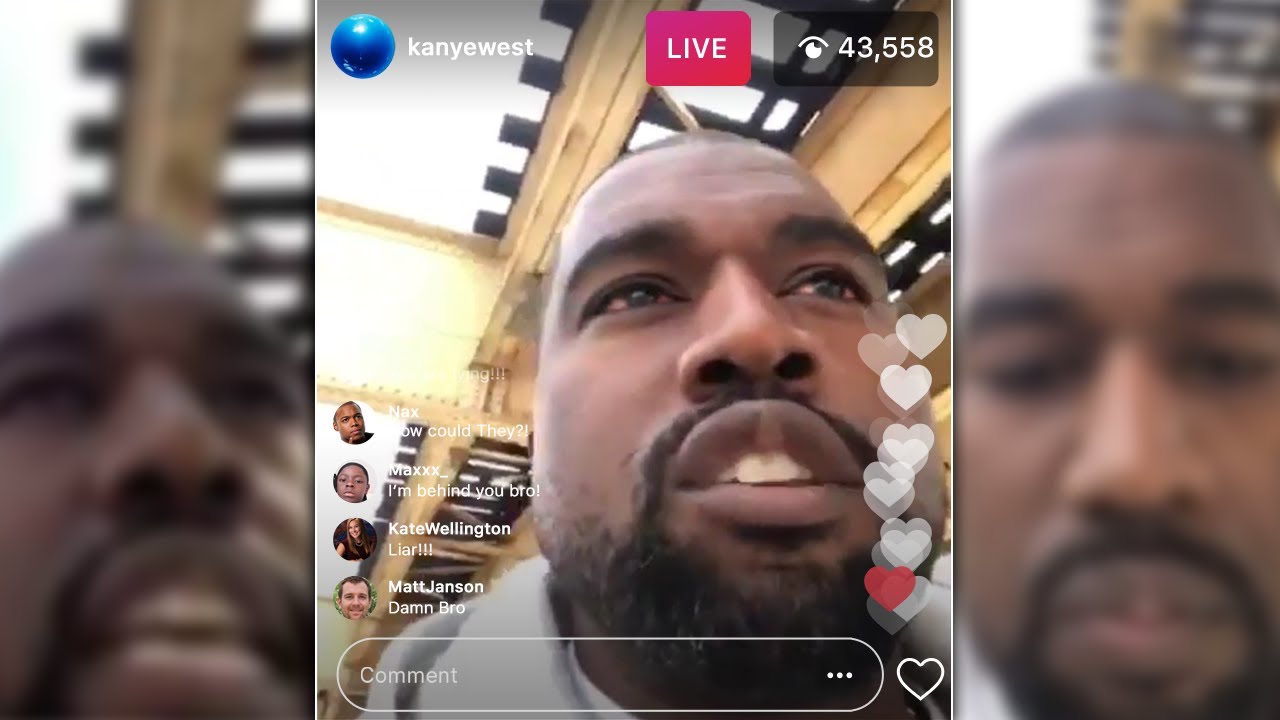 kanyewest
LIVE
43,558
Nax
How could They?!
Maxxx_
I'm behind you bro!
KateWellington
Liar!!!
MattJanson
Damn Bro
Comment